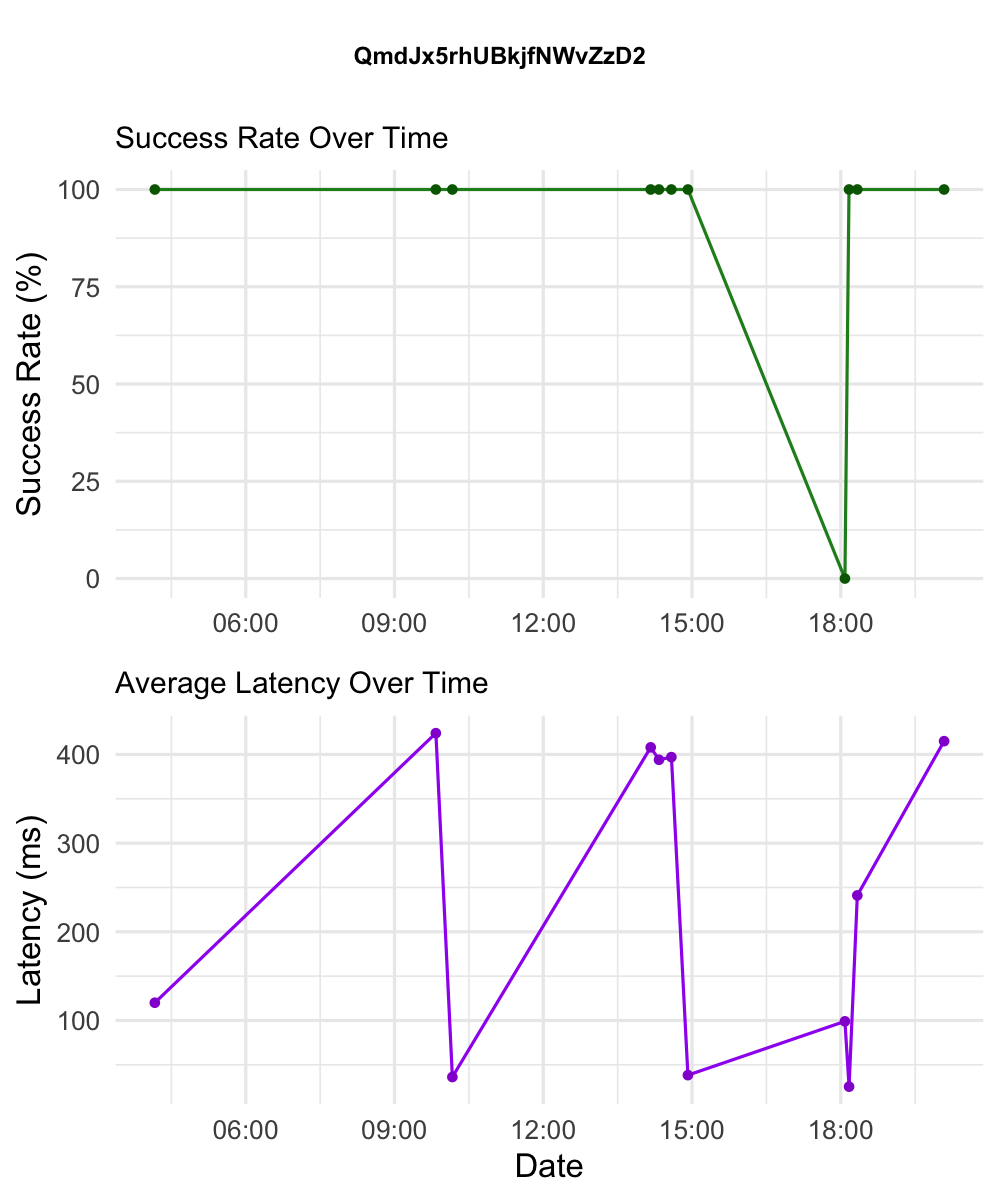 QmdJx5rhUBkjfNWvZzD2
Success Rate Over Time
Success Rate (%)
100
75
50
25
0
06:00 09:00 12:00 15:00 18:00
Average Latency Over Time
Latency (ms)
400
300
200
100
06:00 09:00 12:00 15:00 18:00
Date